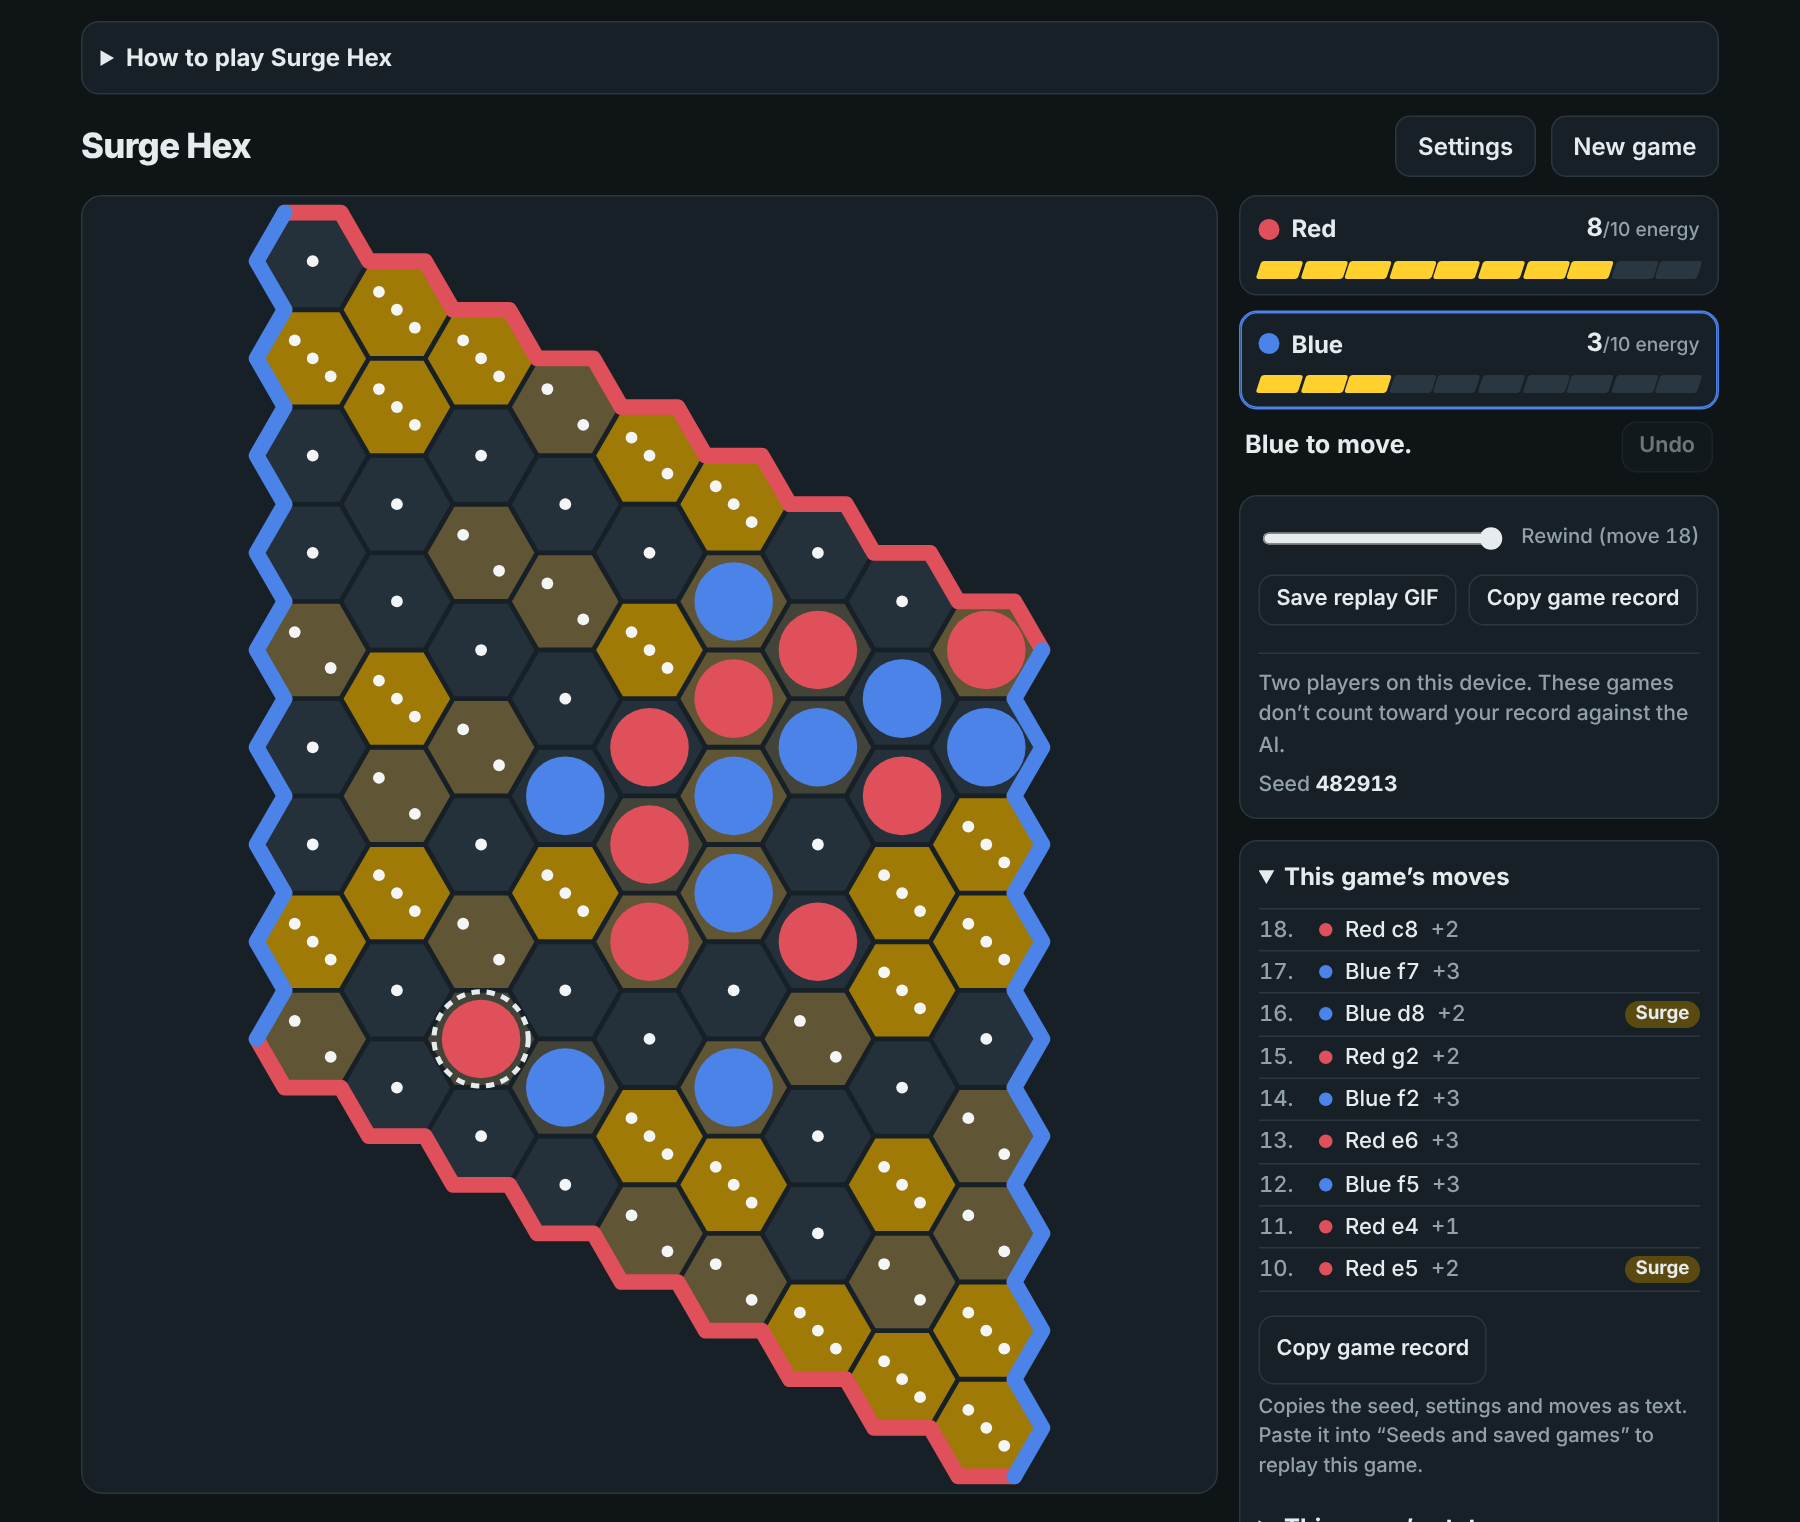 How to play Surge Hex
Surge Hex
Settings
New game
Red
8/10 energy
Blue
3/10 energy
Blue to move.
Undo
Rewind (move 18)
Save replay GIF
Copy game record
Two players on this device. These games
don’t count toward your record against the
AI.
Seed 482913
This game’s moves
18. Red c8 +2
17. Blue f7 +3
16. Blue d8 +2 Surge
15. Red g2 +2
14. Blue f2 +3
13. Red e6 +3
12. Blue f5 +3
11. Red e4 +1
10. Red e5 +2 Surge
Copy game record
Copies the seed, settings and moves as text.
Paste it into “Seeds and saved games” to
replay this game.